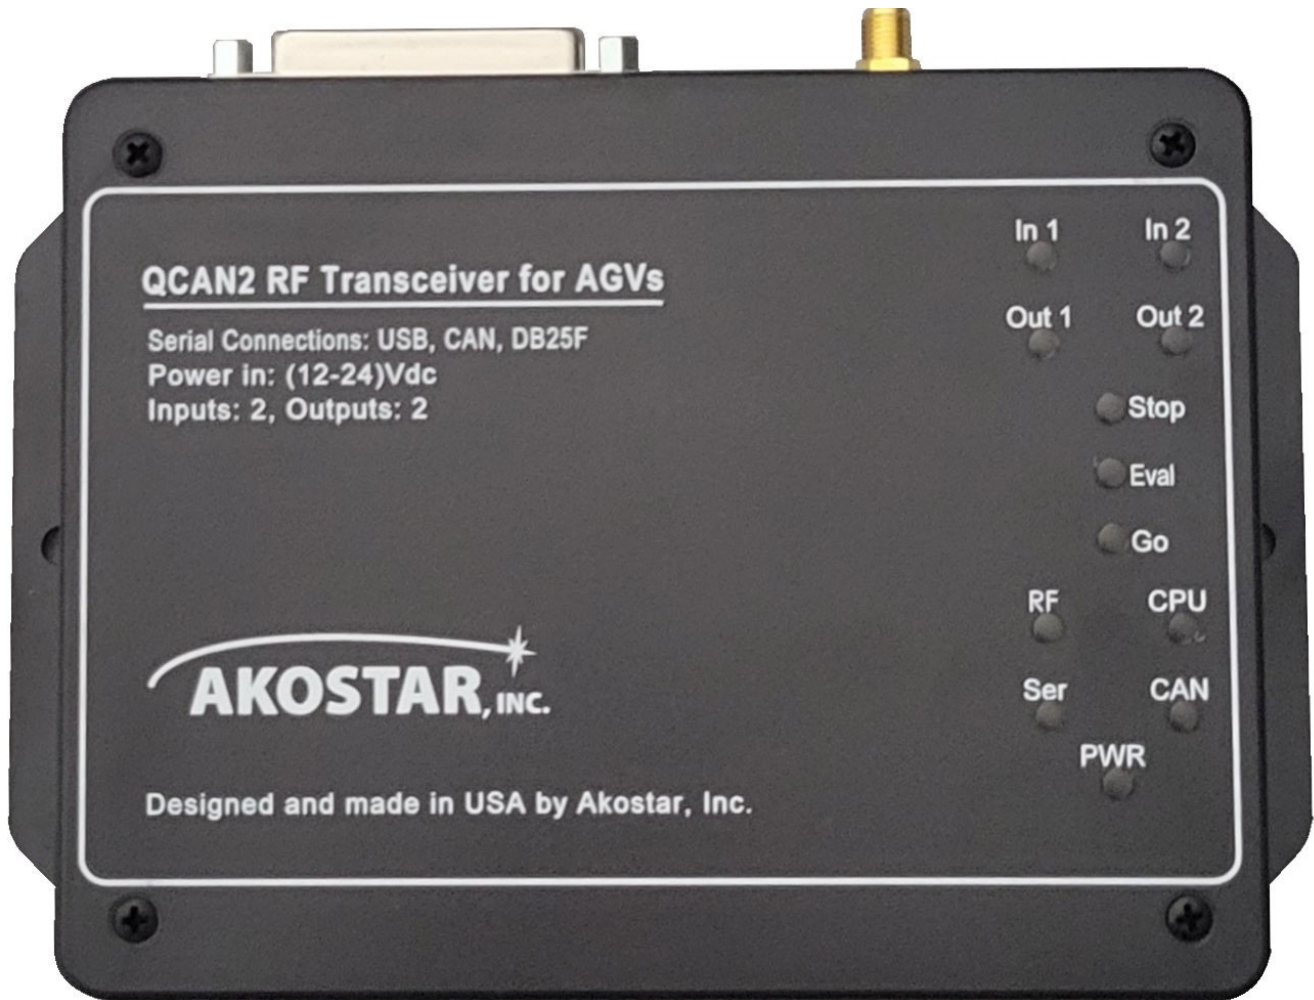 QCAN2 RF Transceiver for AGVs
Serial Connections: USB, CAN, DB25F
Power in: (12-24)Vdc
Inputs: 2, Outputs: 2
In 1 In 2
Out 1 Out 2
Stop
Eval
Go
RF CPU
Ser CAN
PWR
AKOSTAR, INC.
Designed and made in USA by Akostar, Inc.